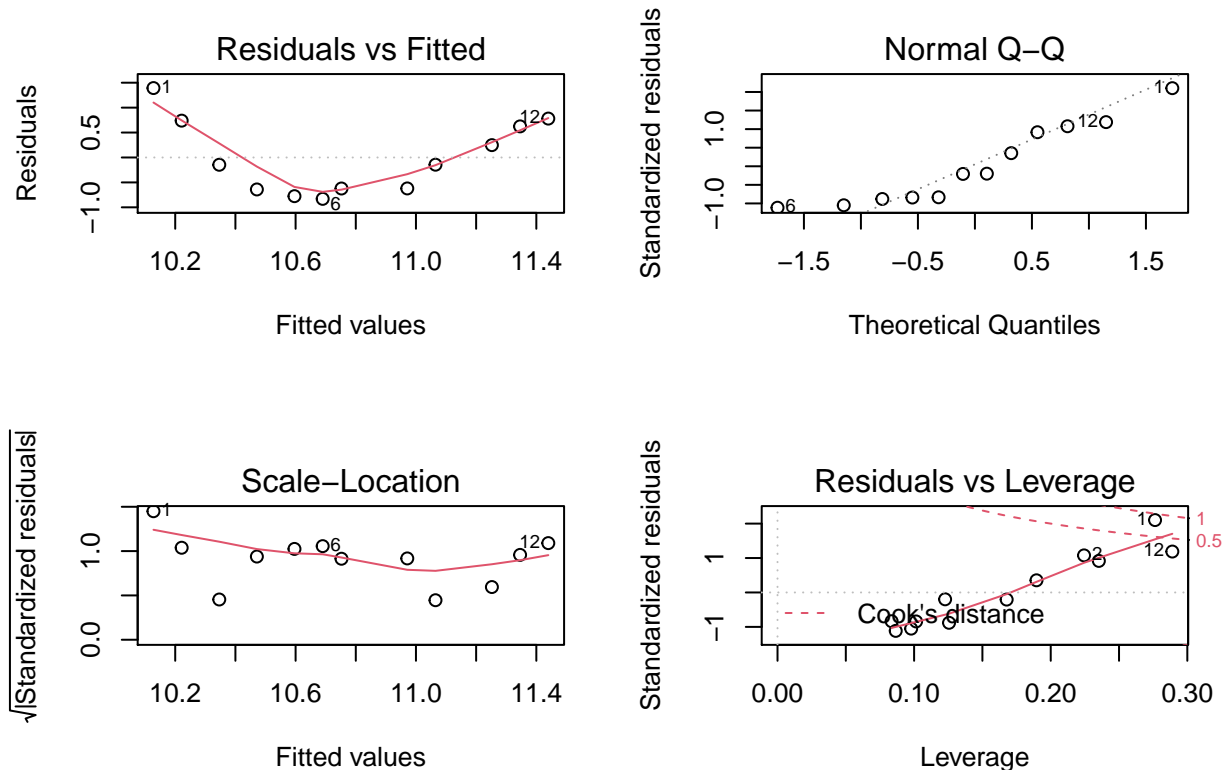 Residuals vs Fitted
Residuals
0.5
−1.0
1
12
6
10.2 10.6 11.0 11.4
Fitted values
Normal Q−Q
Standardized residuals
1.0
−1.0
1
12
6
−1.5 −0.5 0.5 1.5
Theoretical Quantiles
Scale−Location
√|Standardized residuals|
1.0
0.0
1
6
12
10.2 10.6 11.0 11.4
Fitted values
Residuals vs Leverage
Standardized residuals
1
−1
1
2
12
1
0.5
Cook's distance
0.00 0.10 0.20 0.30
Leverage